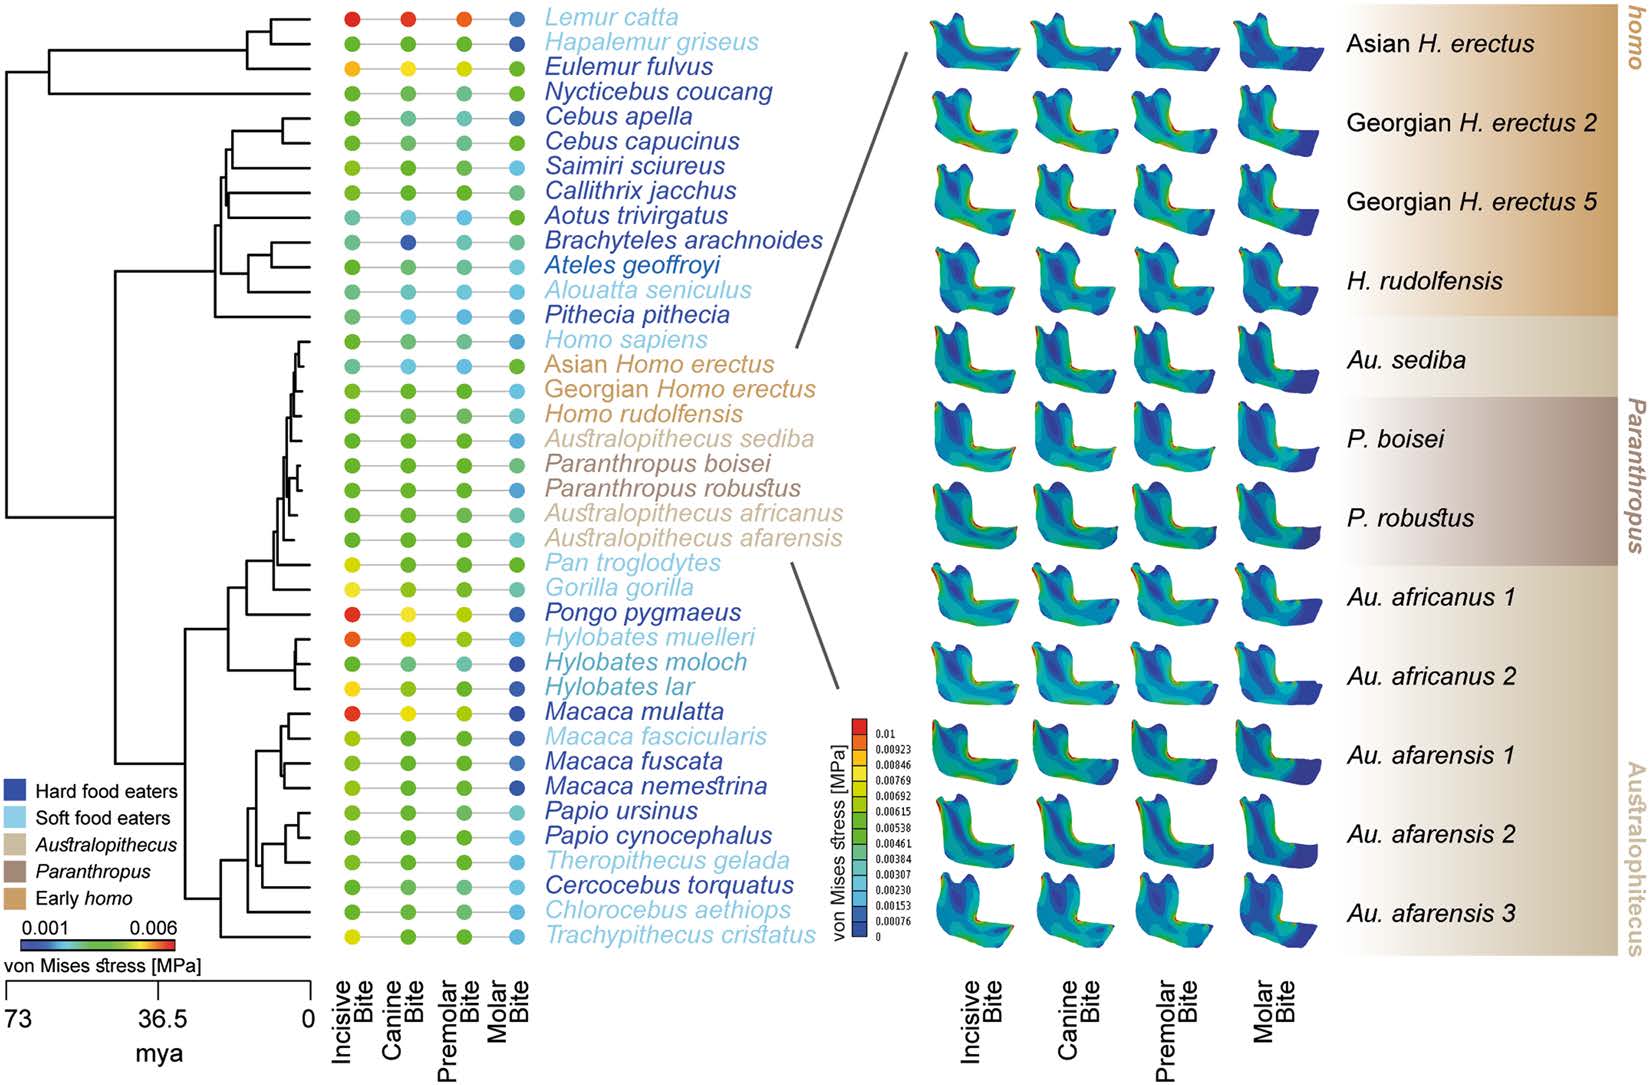 Lemur catta
Hapalemur griseus
Eulemur fulvus
Nycticebus coucang
Cebus apella
Cebus capucinus
Saimiri sciureus
Callithrix jacchus
Aotus trivirgatus
Brachyteles arachnoides
Ateles geoffroyi
Alouatta seniculus
Pithecia pithecia
Homo sapiens
Asian Homo erectus
Georgian Homo erectus
Homo rudolfensis
Australopithecus sediba
Paranthropus boisei
Paranthropus robustus
Australopithecus africanus
Australopithecus afarensis
Pan troglodytes
Gorilla gorilla
Pongo pygmaeus
Hylobates muelleri
Hylobates moloch
Hylobates lar
Macaca mulatta
Macaca fascicularis
Macaca fuscata
Macaca nemestrina
Papio ursinus
Papio cynocephalus
Theropithecus gelada
Cercocebus torquatus
Chlorocebus aethiops
Trachypithecus cristatus
Hard food eaters
Soft food eaters
Australopithecus
Paranthropus
Early homo
0.001 0.006
von Mises stress [MPa]
73 36.5 0
mya
Incisive Bite
Canine Bite
Premolar Bite
Molar Bite
von Mises stress [MPa]
0.01
0.00923
0.00846
0.00769
0.00692
0.00615
0.00538
0.00461
0.00384
0.00307
0.00230
0.00153
0.00076
0
Asian H. erectus
Georgian H. erectus 2
Georgian H. erectus 5
H. rudolfensis
Au. sediba
P. boisei
P. robustus
Au. africanus 1
Au. africanus 2
Au. afarensis 1
Au. afarensis 2
Au. afarensis 3
homo
Paranthropus
Australophitecus
Incisive Bite
Canine Bite
Premolar Bite
Molar Bite